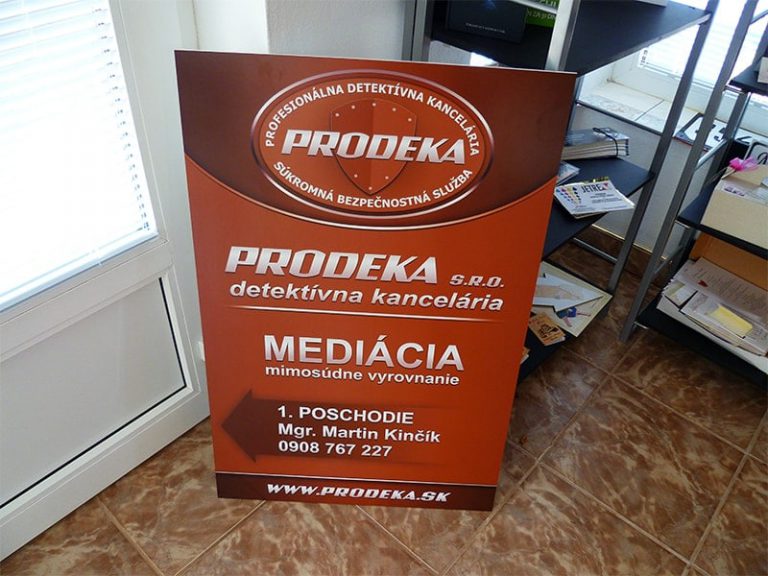 PROFESIONÁLNA DETEKTÍVNA KANCELÁRIA
PRODEKA
SÚKROMNÁ BEZPEČNOSTNÁ SLUŽBA
PRODEKA S.R.O.
detektívna kancelária
MEDIÁCIA
mimosúdne vyrovnanie
1. POSCHODIE
Mgr. Martin Kinčík
0908 767 227
WWW.PRODEKA.SK
JETRE